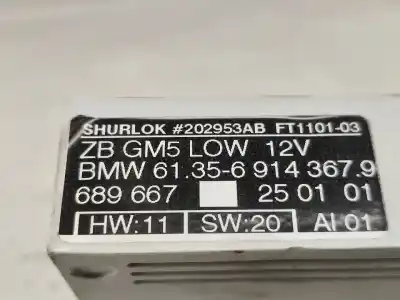 SHURLOK #202953AB FT1101-03
ZB GM5 LOW 12V
BMW 61.35-6 914 367.9
689 667 25 01 01
HW:11 SW:20 AI 01